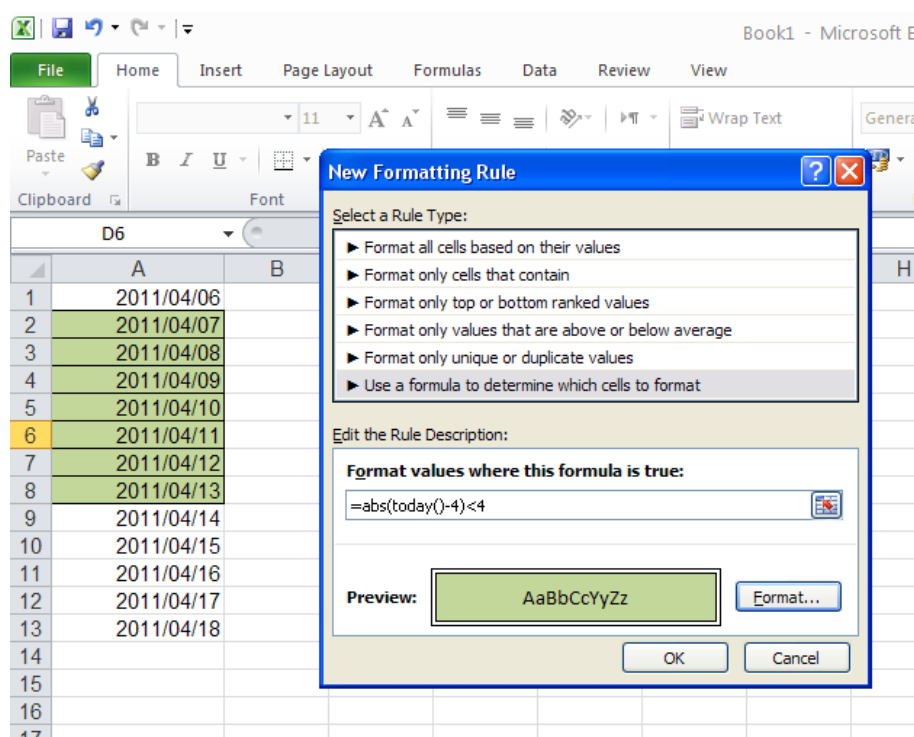 Book1 - Microsoft E
File Home Insert Page Layout Formulas Data Review View
11 A A Wrap Text Genera
Paste B I U
Clipboard Font
New Formatting Rule
Select a Rule Type:
► Format all cells based on their values
► Format only cells that contain
► Format only top or bottom ranked values
► Format only values that are above or below average
► Format only unique or duplicate values
► Use a formula to determine which cells to format
Edit the Rule Description:
Format values where this formula is true:
=abs(today()-4)<4
Preview: AaBbCcYyZz Format...
OK Cancel
D6
A B H
1 2011/04/06
2 2011/04/07
3 2011/04/08
4 2011/04/09
5 2011/04/10
6 2011/04/11
7 2011/04/12
8 2011/04/13
9 2011/04/14
10 2011/04/15
11 2011/04/16
12 2011/04/17
13 2011/04/18
14
15
16
17